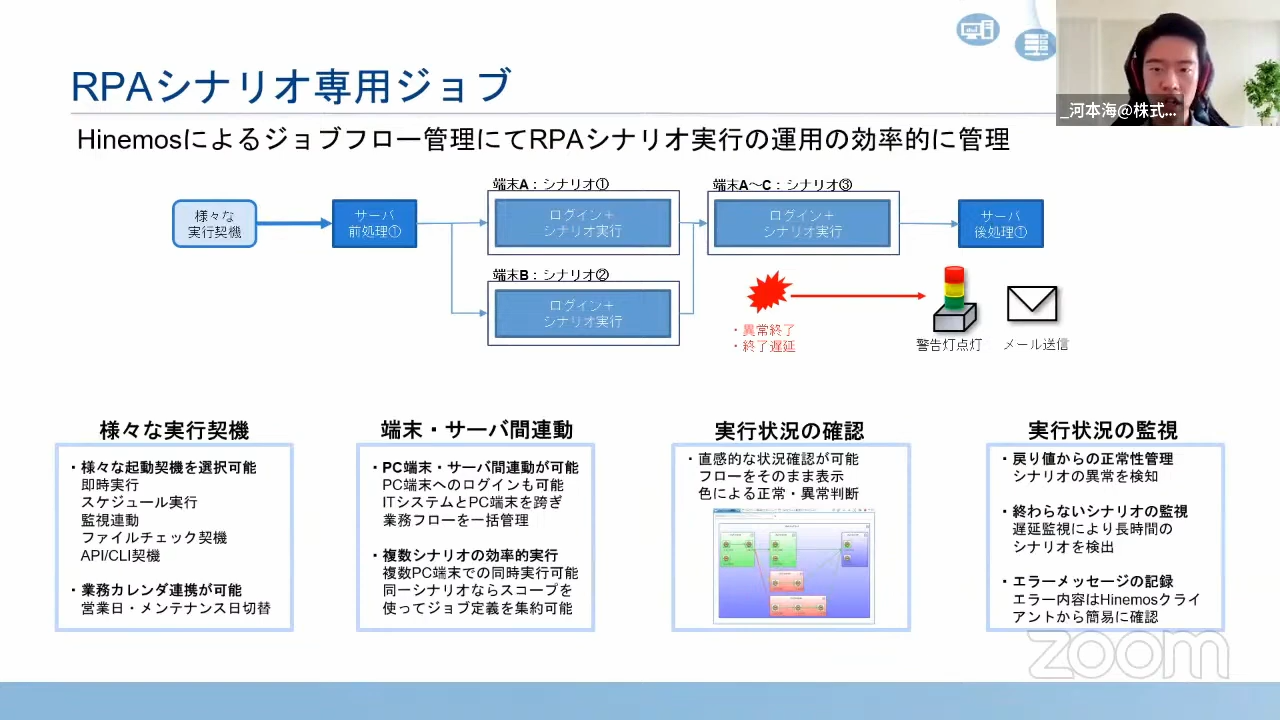 RPAシナリオ専用ジョブ
_河本海@株式...
Hinemosによるジョブフロー管理にてRPAシナリオ実行の運用の効率的に管理
端末A：シナリオ①
端末A～C：シナリオ③
様々な
実行契機
サーバ
前処理①
ログイン＋
シナリオ実行
ログイン＋
シナリオ実行
サーバ
後処理①
端末B：シナリオ②
ログイン＋
シナリオ実行
・異常終了
・終了遅延
警告灯点灯
メール送信
様々な実行契機
・様々な起動契機を選択可能
即時実行
スケジュール実行
監視連動
ファイルチェック契機
API/CLI契機
・業務カレンダ連携が可能
営業日・メンテナンス日切替
端末・サーバ間連動
・PC端末・サーバ間連動が可能
PC端末へのログインも可能
ITシステムとPC端末を跨ぎ
業務フローを一括管理
・複数シナリオの効率的実行
複数PC端末での同時実行可能
同一シナリオならスコープを
使ってジョブ定義を集約可能
実行状況の確認
・直感的な状況確認が可能
フローをそのまま表示
色による正常・異常判断
実行状況の監視
・戻り値からの正常性管理
シナリオの異常を検知
・終わらないシナリオの監視
遅延監視により長時間の
シナリオを検出
・エラーメッセージの記録
エラー内容はHinemosクライ
アントから簡易に確認
zoom